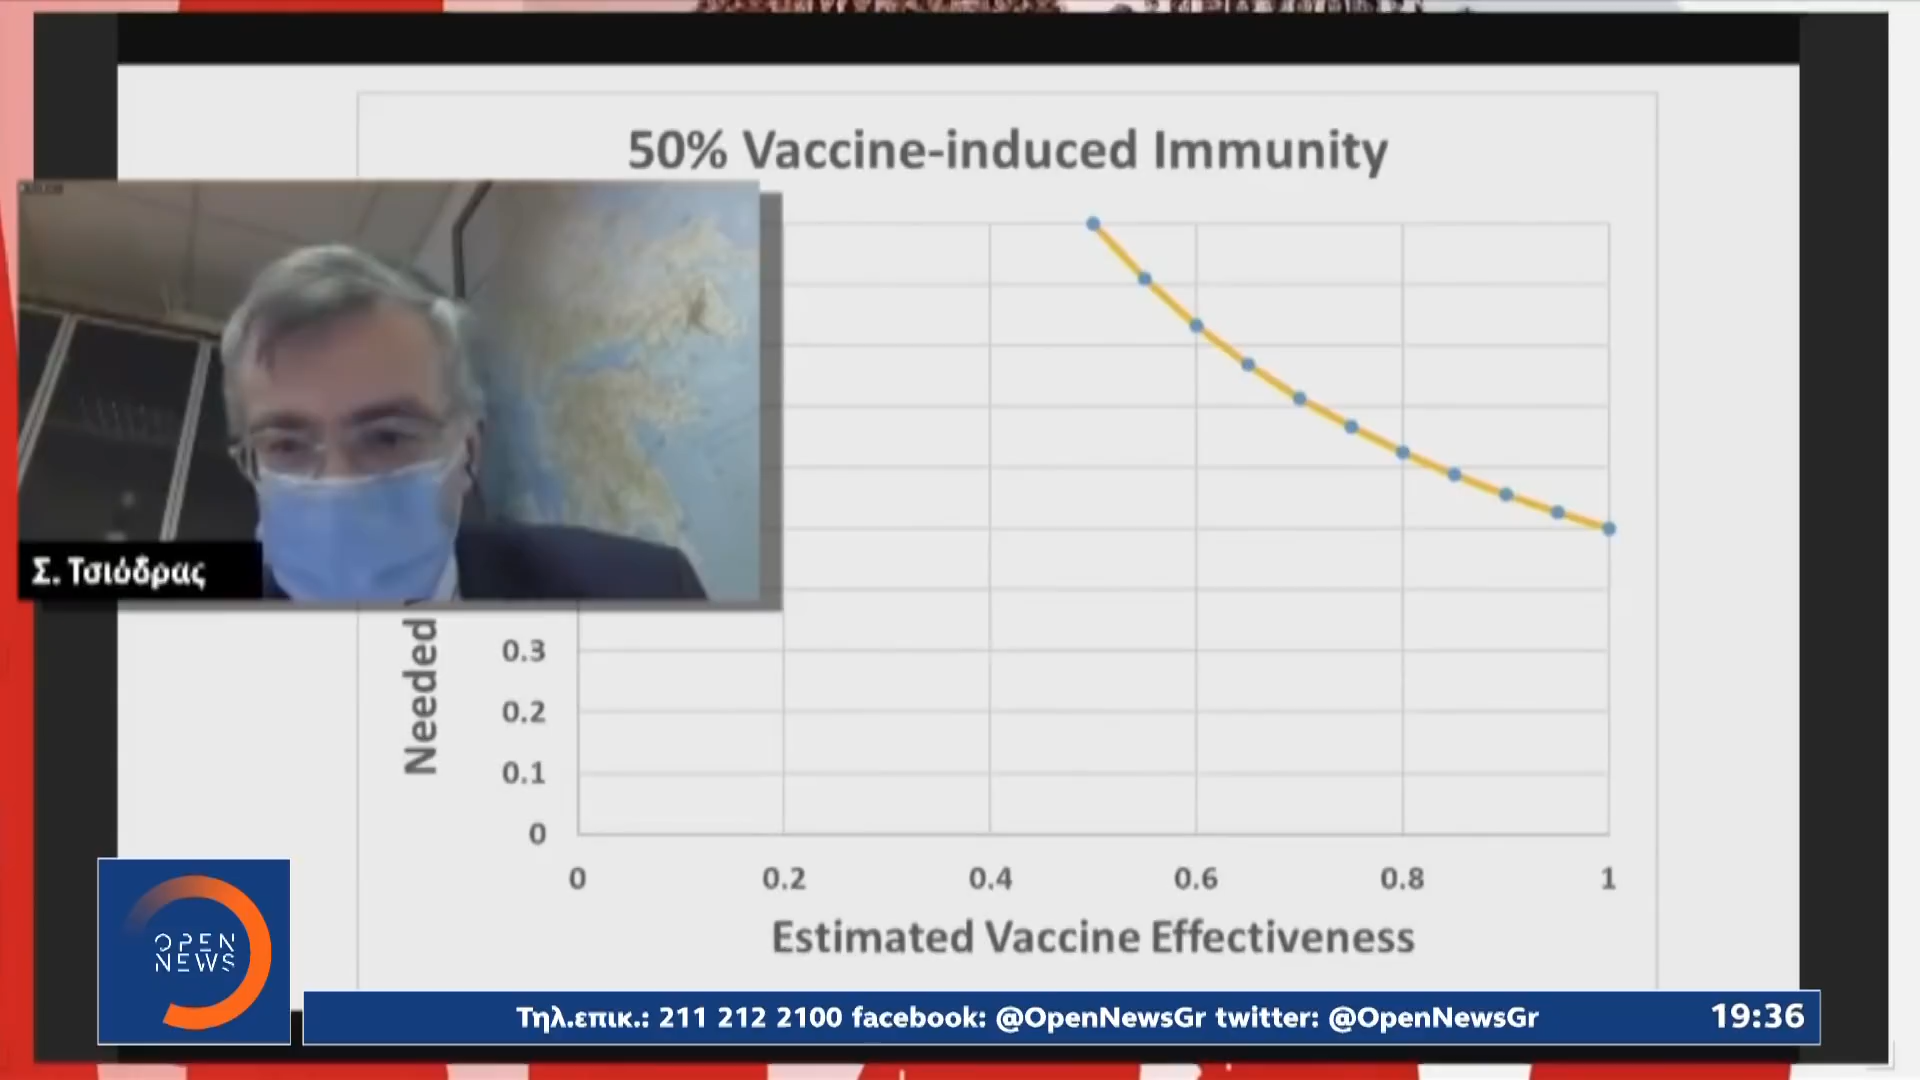 50% Vaccine-induced Immunity
Σ. Τσιόδρας
Needed
0.3
0.2
0.1
0
0 0.2 0.4 0.6 0.8 1
Estimated Vaccine Effectiveness
OPEN
NEWS
Τηλ.επικ.: 211 212 2100 facebook: @OpenNewsGr twitter: @OpenNewsGr
19:36